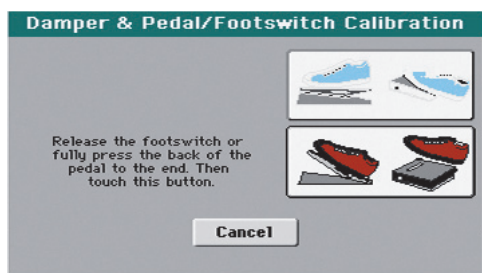 Damper & Pedal/Footswitch Calibration
Release the footswitch or
fully press the back of the
pedal to the end. Then
touch this button.
Cancel